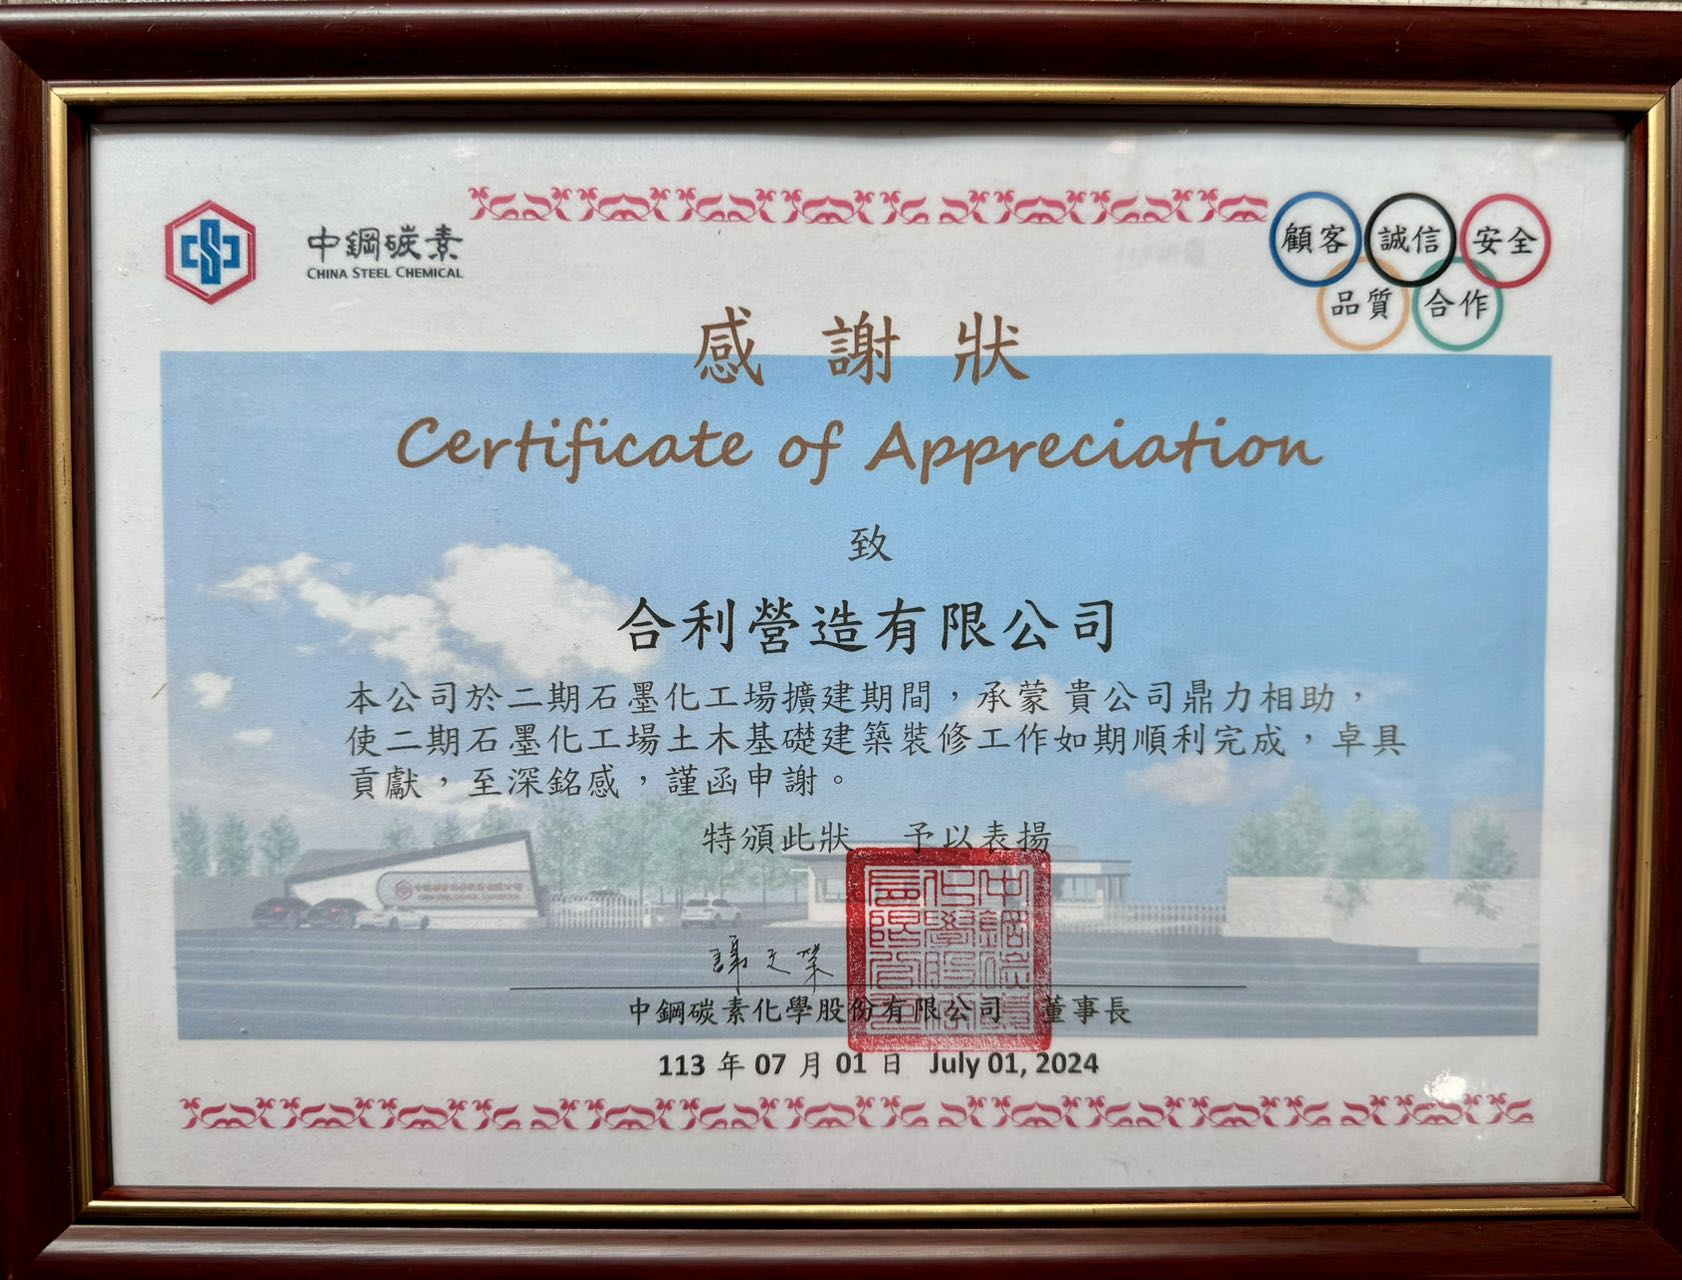 中鋼碳素
CHINA STEEL CHEMICAL
顧客 誠信 安全
品質 合作
感謝狀
Certificate of Appreciation
致
合利營造有限公司
本公司於二期石墨化工場擴建期間，承蒙 貴公司鼎力相助，
使二期石墨化工場土木基礎建築裝修工作如期順利完成，卓具
貢獻，至深銘感，謹函申謝。
特頒此狀 予以表揚
中鋼碳素化學股份有限公司 董事長
113 年 07 月 01 日 July 01, 2024